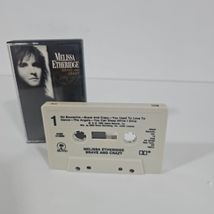 MELISSA
ETHERIDGE
BRAVE AND
CRAZY
1
No Souvenirs • Brave and Crazy • You Used to Love To
Dance • The Angels • You Can Sleep While I Drive
MELISSA ETHERIDGE
BRAVE AND CRAZY